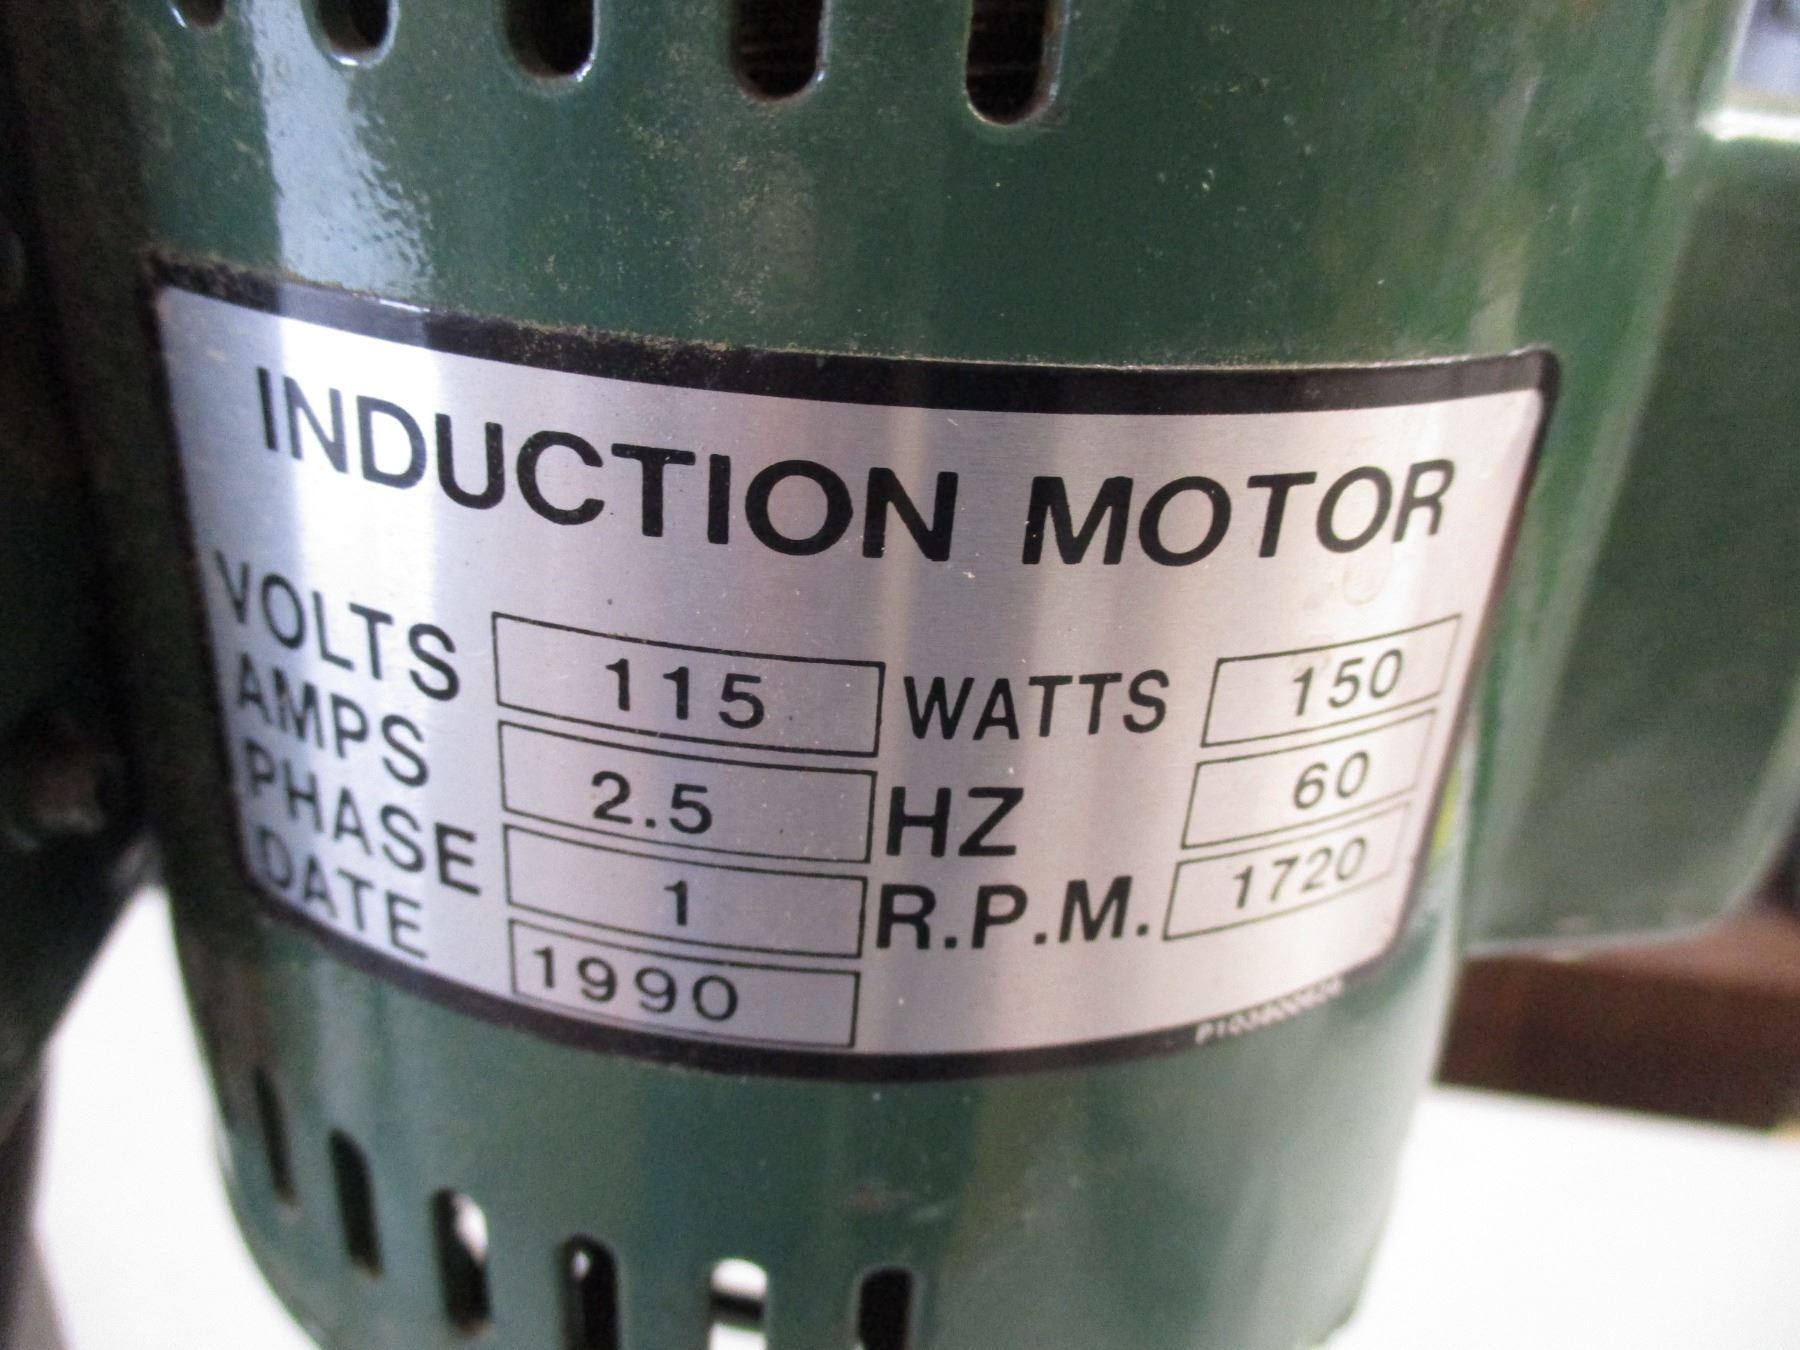 INDUCTION MOTOR
VOLTS 115 WATTS 150
AMPS 2.5 HZ 60
PHASE 1 R.P.M. 1720
DATE 1990